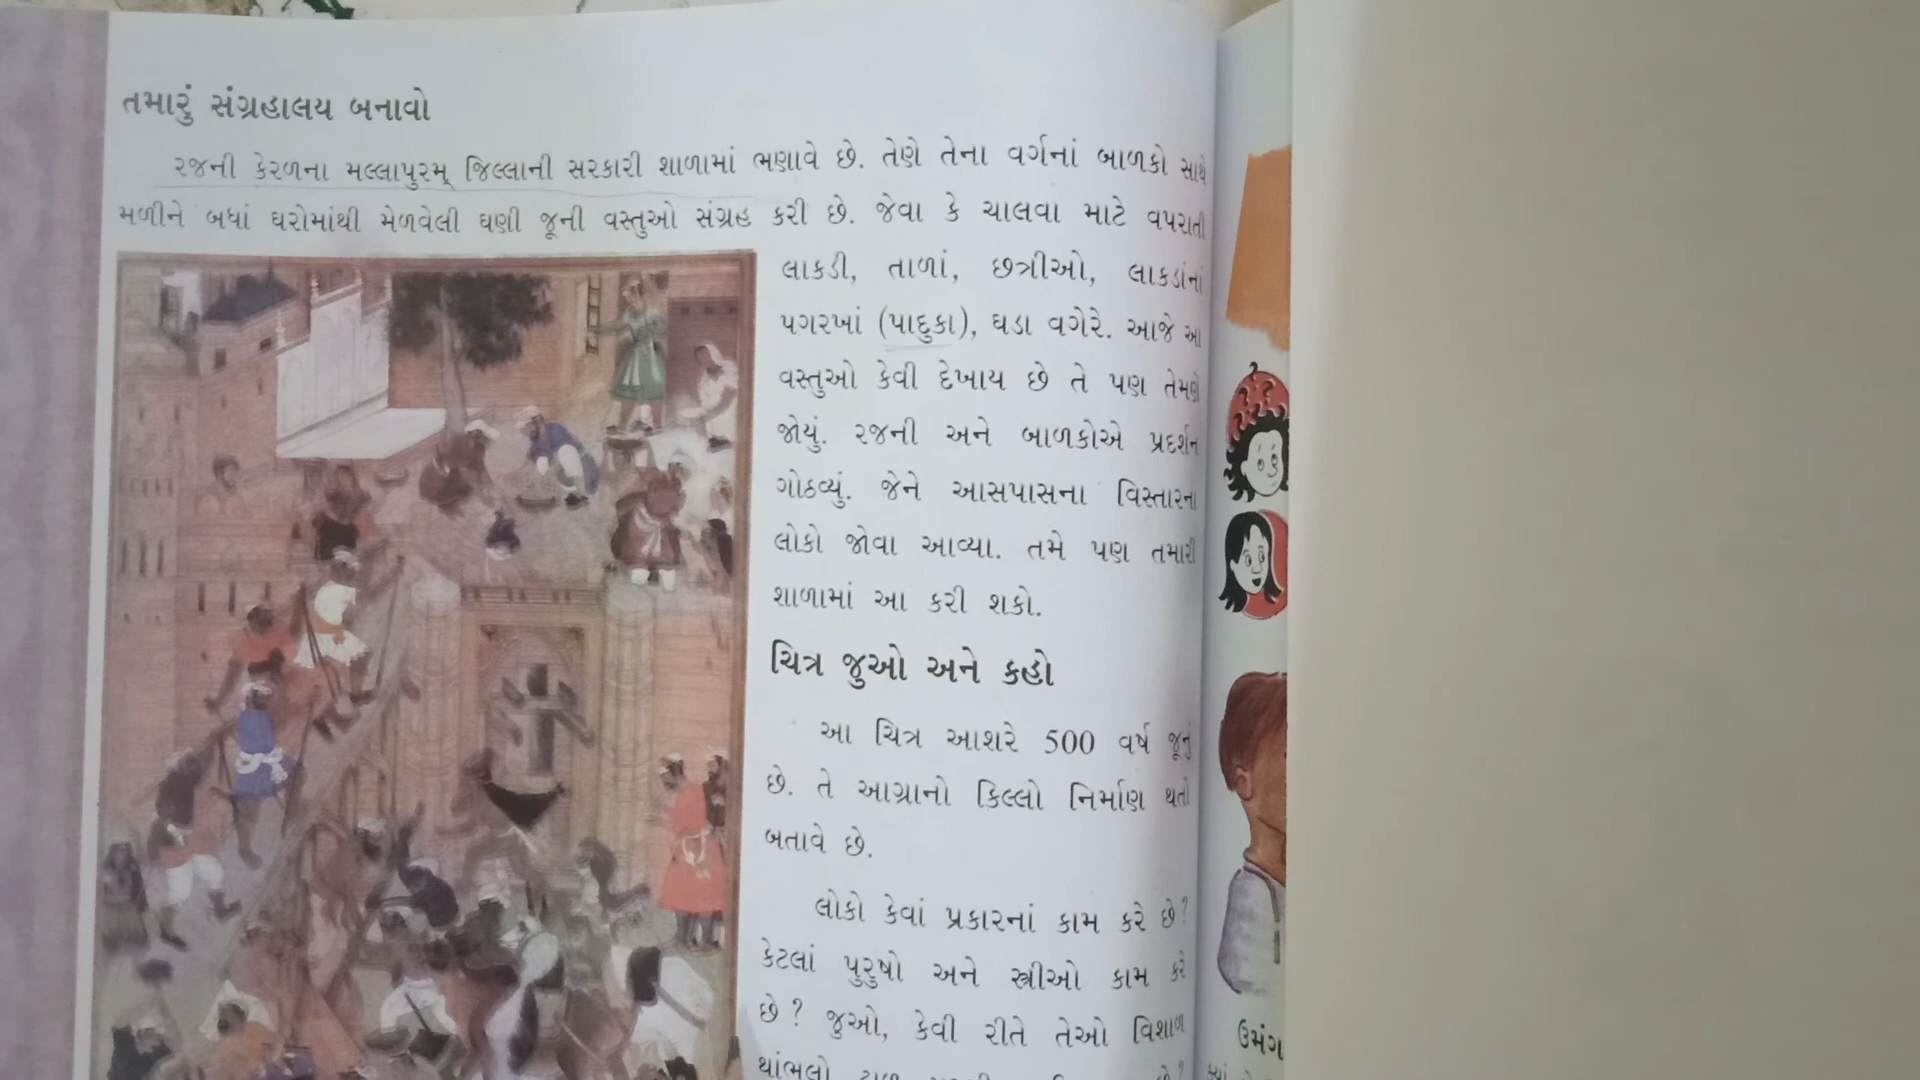 તમારું સંગ્રહાલય બનાવો
રજની કેરળના મલ્લાપુરમ્ જિલ્લાની સરકારી શાળામાં ભણાવે છે. તેણે તેના વર્ગનાં બાળકો સાથે
મળીને બધાં ઘરોમાંથી મેળવેલી ઘણી જૂની વસ્તુઓ સંગ્રહ કરી છે. જેવા કે ચાલવા માટે વપરાતી
લાકડી, તાળાં, છત્રીઓ, લાકડાંનાં
પગરખાં (પાદુકા), ઘડા વગેરે. આજે આ
વસ્તુઓ કેવી દેખાય છે તે પણ તેમણે
જોયું. રજની અને બાળકોએ પ્રદર્શન
ગોઠવ્યું. જેને આસપાસના વિસ્તારના
લોકો જોવા આવ્યા. તમે પણ તમારી
શાળામાં આ કરી શકો.
ચિત્ર જુઓ અને કહો
આ ચિત્ર આશરે 500 વર્ષ જૂનું
છે. તે આગ્રાનો કિલ્લો નિર્માણ થતો
બતાવે છે.
લોકો કેવાં પ્રકારનાં કામ કરે છે?
કેટલાં પુરુષો અને સ્ત્રીઓ કામ કરે
છે? જુઓ, કેવી રીતે તેઓ વિશાળ
થાંભલો
ઉમંગ